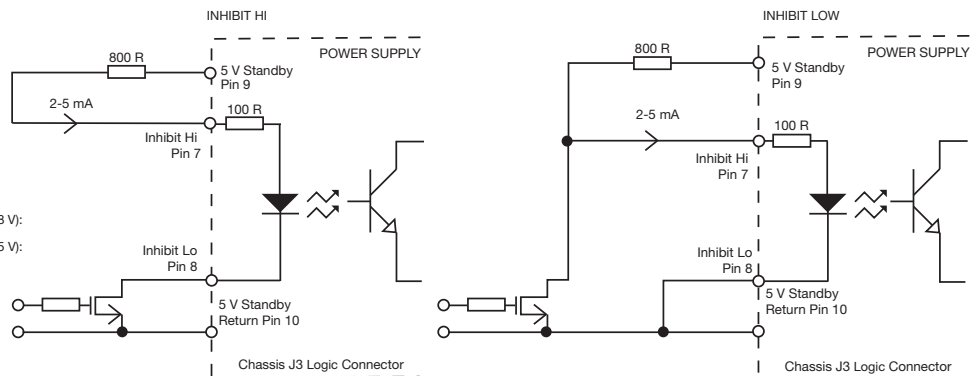 INHIBIT HI
POWER SUPPLY
800 R
5 V Standby
Pin 9
2-5 mA
100 R
Inhibit Hi
Pin 7
3 V):
5 V):
Inhibit Lo
Pin 8
5 V Standby
Return Pin 10
Chassis J3 Logic Connector
INHIBIT LOW
POWER SUPPLY
800 R
5 V Standby
Pin 9
2-5 mA
100 R
Inhibit Hi
Pin 7
Inhibit Lo
Pin 8
5 V Standby
Return Pin 10
Chassis J3 Logic Connector